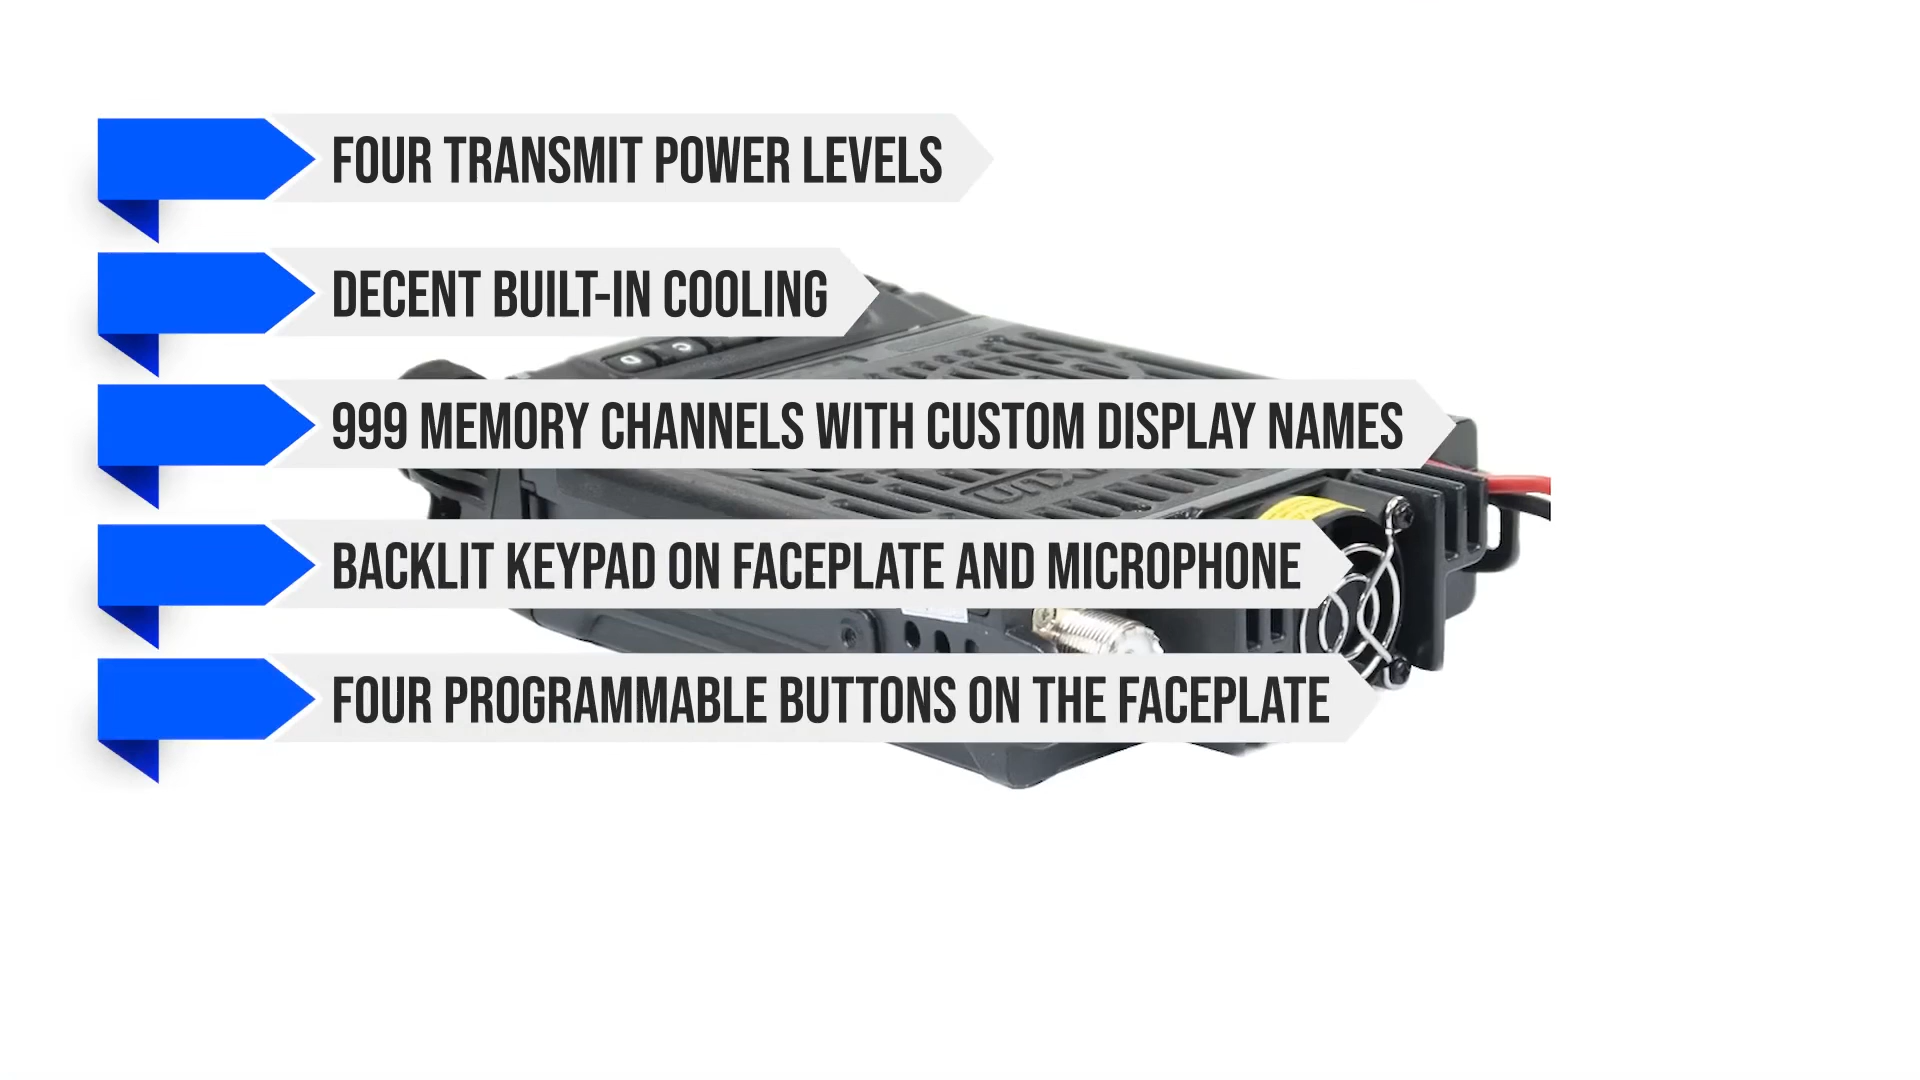 FOUR TRANSMIT POWER LEVELS
DECENT BUILT-IN COOLING
999 MEMORY CHANNELS WITH CUSTOM DISPLAY NAMES
BACKLIT KEYPAD ON FACEPLATE AND MICROPHONE
FOUR PROGRAMMABLE BUTTONS ON THE FACEPLATE